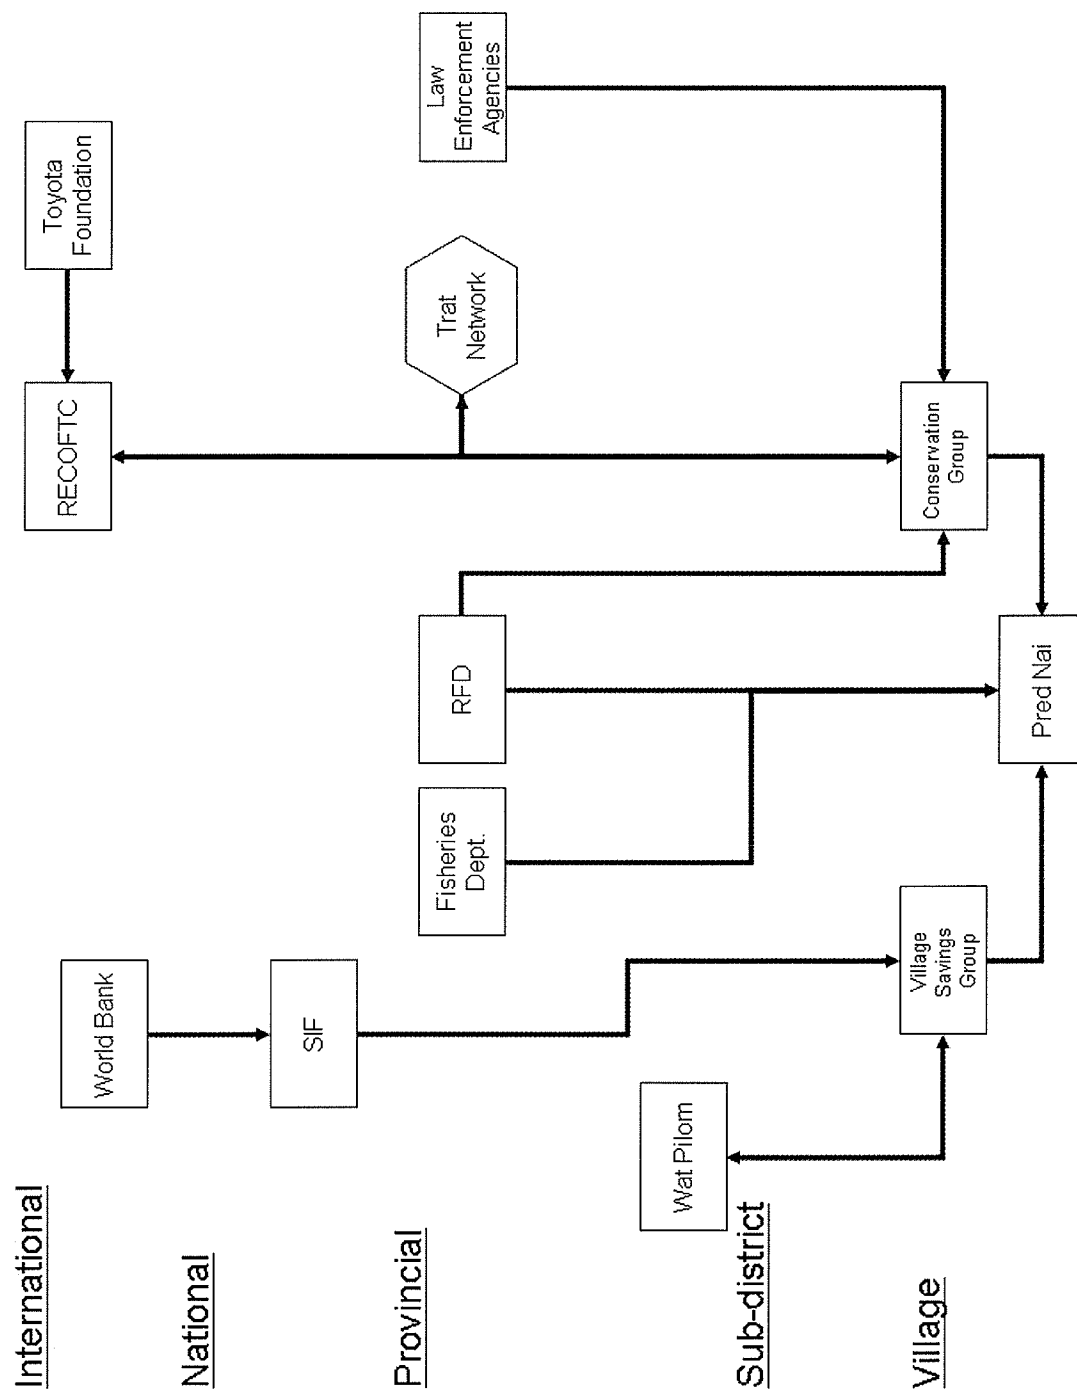 International
National
Provincial
Sub-district
Village
World Bank
SIF
Wat Pilom
Village
Savings
Group
Fisheries
Dept.
RFD
Pred Nai
RECOFTC
Toyota
Foundation
Trat
Network
Conservation
Group
Law
Enforcement
Agencies